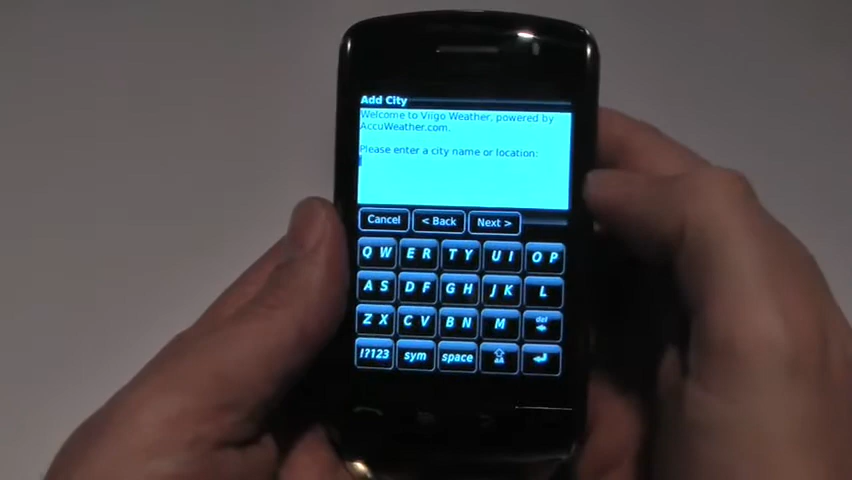 Add City
Welcome to Viigo Weather, powered by
AccuWeather.com.
Please enter a city name or location:
Cancel < Back Next >
Q W E R T Y U I O P
A S D F G H J K L
Z X C V B N M del
!?123 sym space aA